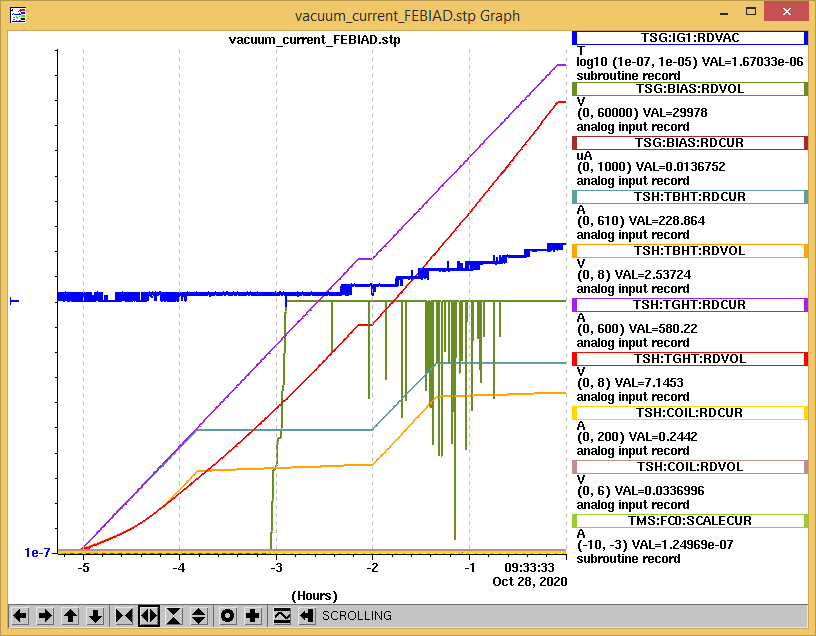 vacuum_current_FEBIAD.stp Graph
vacuum_current_FEBIAD.stp
T
1e-7
-5
-4
-3
-2
-1
09:33:33
Oct 28, 2020
(Hours)
TSG:IG1:RDVAC
T
log10 (1e-07, 1e-05) VAL=1.67033e-06
subroutine record
TSG:BIAS:RDVOL
V
(0, 60000) VAL=29978
analog input record
TSG:BIAS:RDCUR
uA
(0, 1000) VAL=0.0136752
analog input record
TSH:TBHT:RDCUR
A
(0, 610) VAL=228.864
analog input record
TSH:TBHT:RDVOL
V
(0, 8) VAL=2.53724
analog input record
TSH:TGHT:RDCUR
A
(0, 600) VAL=580.22
analog input record
TSH:TGHT:RDVOL
V
(0, 8) VAL=7.1453
analog input record
TSH:COIL:RDCUR
A
(0, 200) VAL=0.2442
analog input record
TSH:COIL:RDVOL
V
(0, 6) VAL=0.0336996
analog input record
TMS:FC0:SCALECUR
A
(-10, -3) VAL=1.24969e-07
subroutine record
SCROLLING